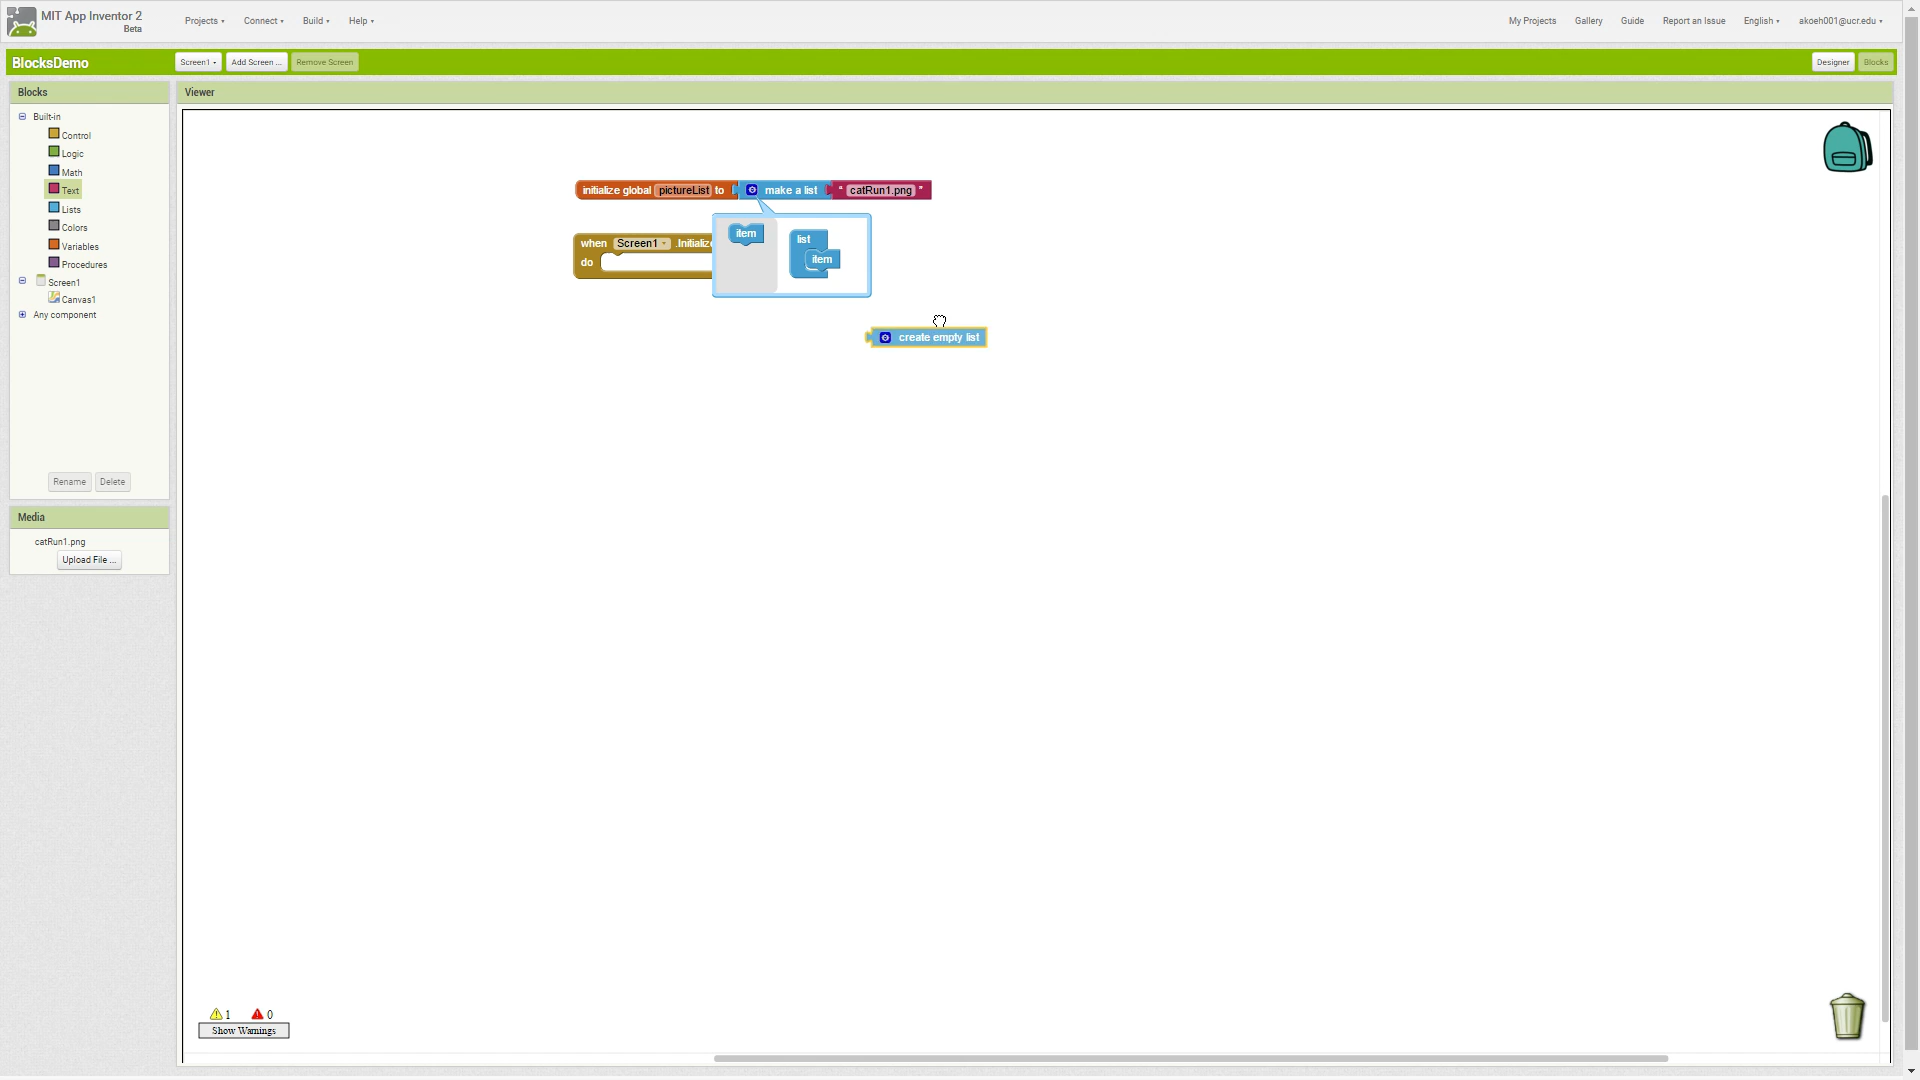 MIT App Inventor 2
Beta
Projects Connect Build Help
My Projects Gallery Guide Report an Issue English akoeh001@ucr.edu
BlocksDemo
Screen1 Add Screen ... Remove Screen
Designer Blocks
Blocks
Viewer
Built-in
Control
Logic
Math
Text
Lists
Colors
Variables
Procedures
Screen1
Canvas1
Any component
Rename Delete
Media
catRun1.png
Upload File ...
initialize global pictureList to make a list " catRun1.png "
when Screen1 .Initialize
do
item
list
item
create empty list
1 0
Show Warnings